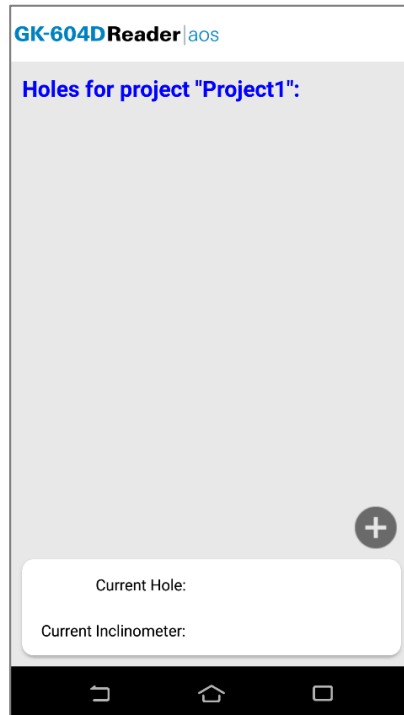 GK-604DReader|aos
Holes for project "Project1":
Current Hole:
Current Inclinometer: